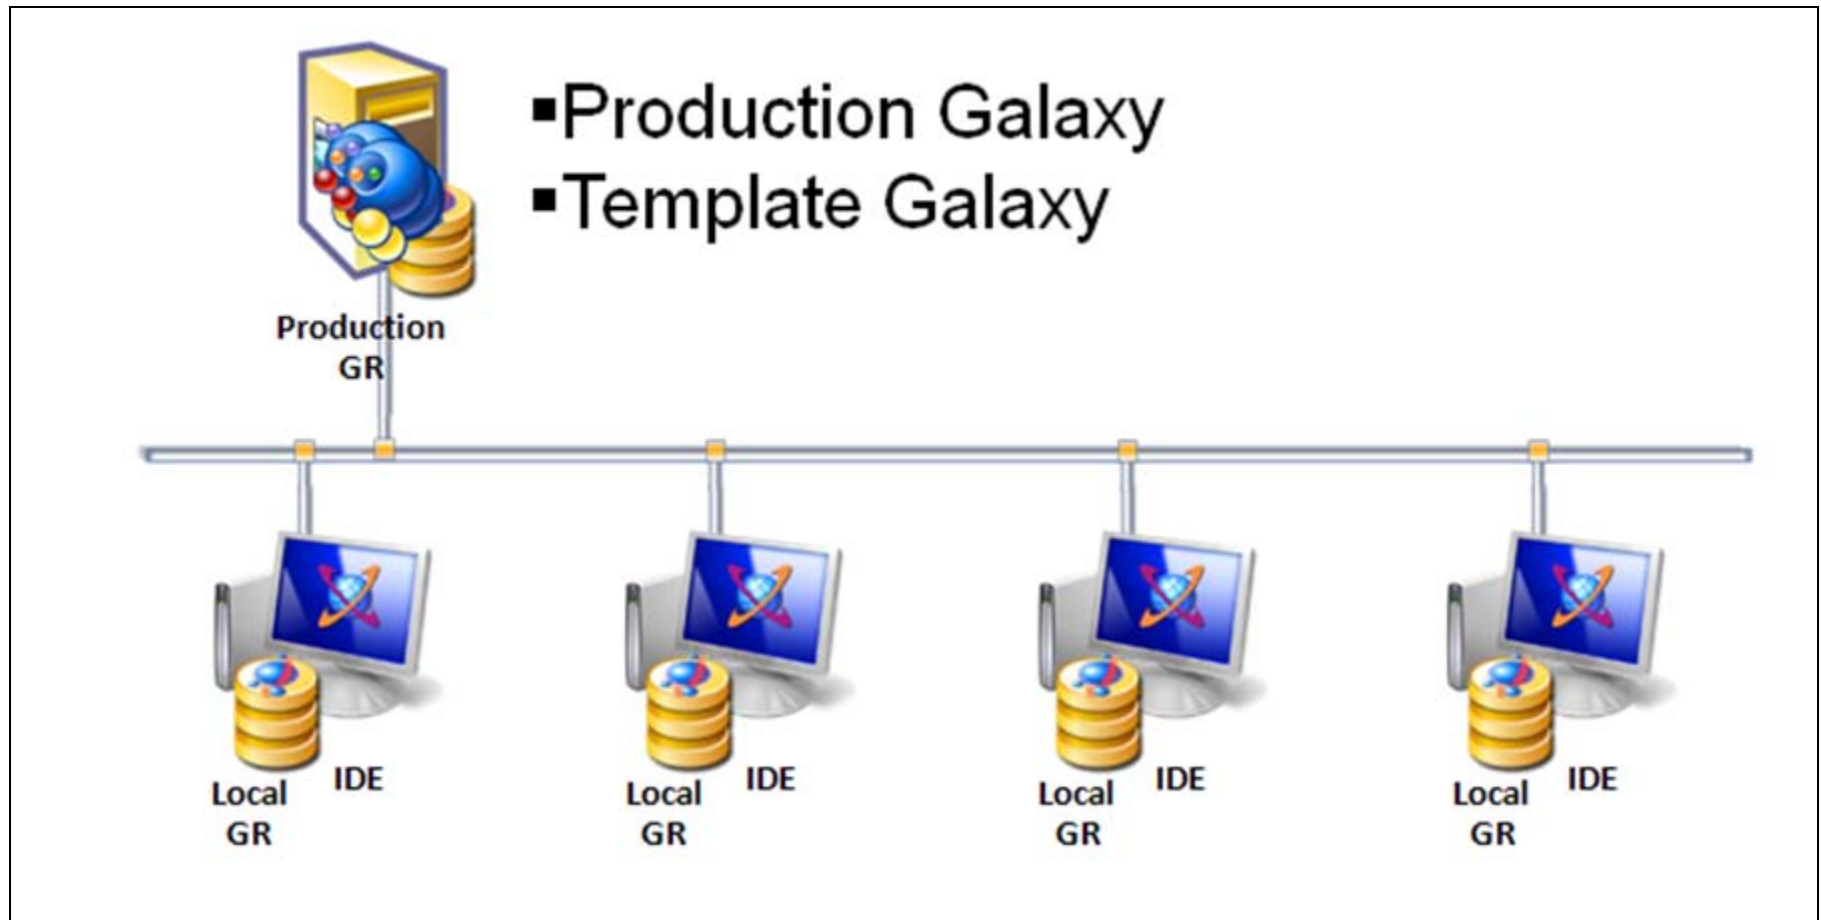 ▪Production Galaxy
▪Template Galaxy
Production
GR
IDE
Local
GR
IDE
Local
GR
IDE
Local
GR
IDE
Local
GR